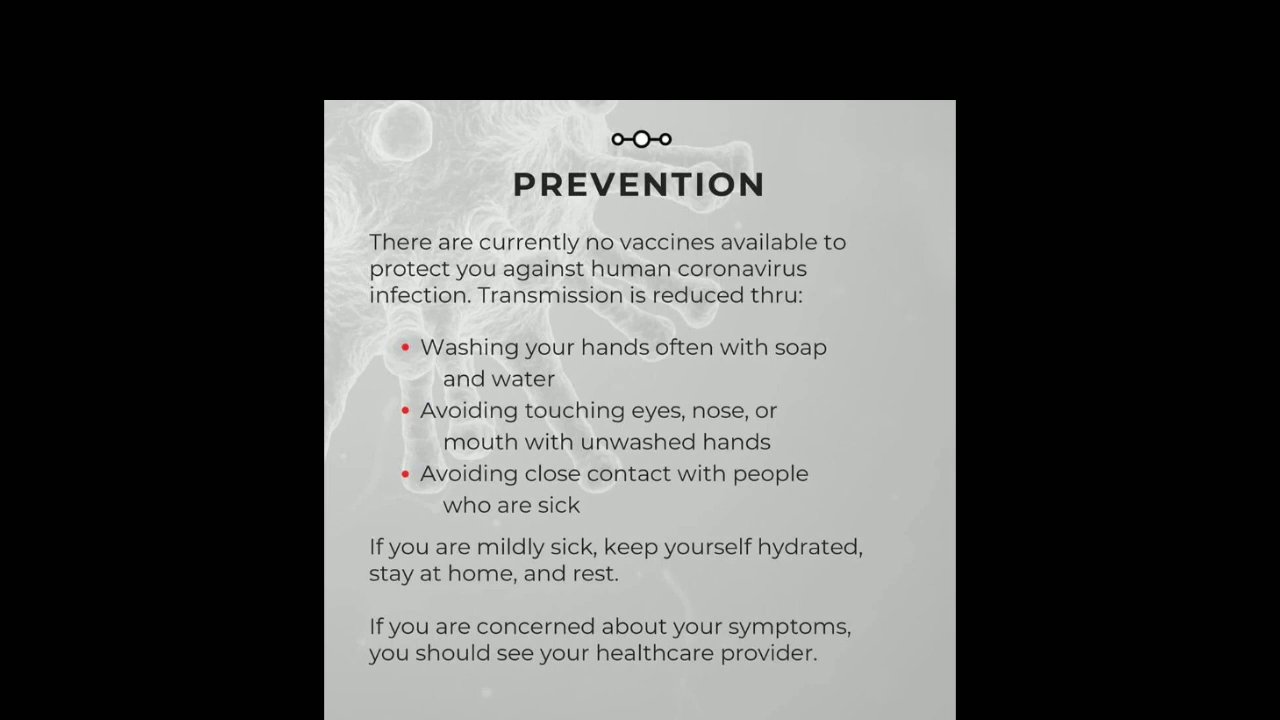 PREVENTION
There are currently no vaccines available to
protect you against human coronavirus
infection. Transmission is reduced thru:
• Washing your hands often with soap
and water
• Avoiding touching eyes, nose, or
mouth with unwashed hands
• Avoiding close contact with people
who are sick
If you are mildly sick, keep yourself hydrated,
stay at home, and rest.
If you are concerned about your symptoms,
you should see your healthcare provider.